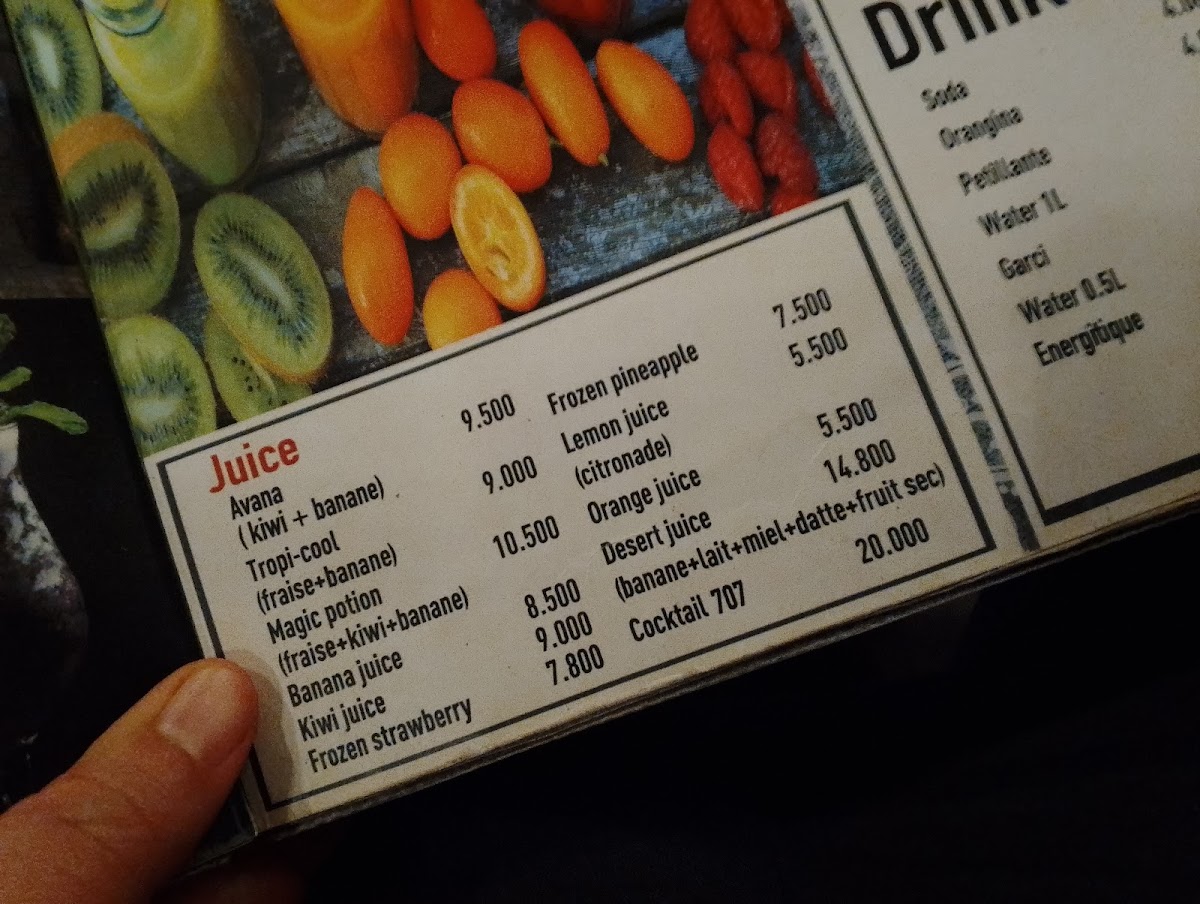 Juice
Avana 9.500
( kiwi + banane)
Tropi-cool 9.000
(fraise+banane)
Magic potion 10.500
(fraise+kiwi+banane)
Banana juice 8.500
Kiwi juice 9.000
Frozen strawberry 7.800
Frozen pineapple 7.500
Lemon juice 5.500
(citronade)
Orange juice 5.500
Desert juice 14.800
(banane+lait+miel+datte+fruit sec)
Cocktail 707 20.000
Drink
Soda
Orangina
Petillante
Water 1L
Garci
Water 0.5L
Energitique